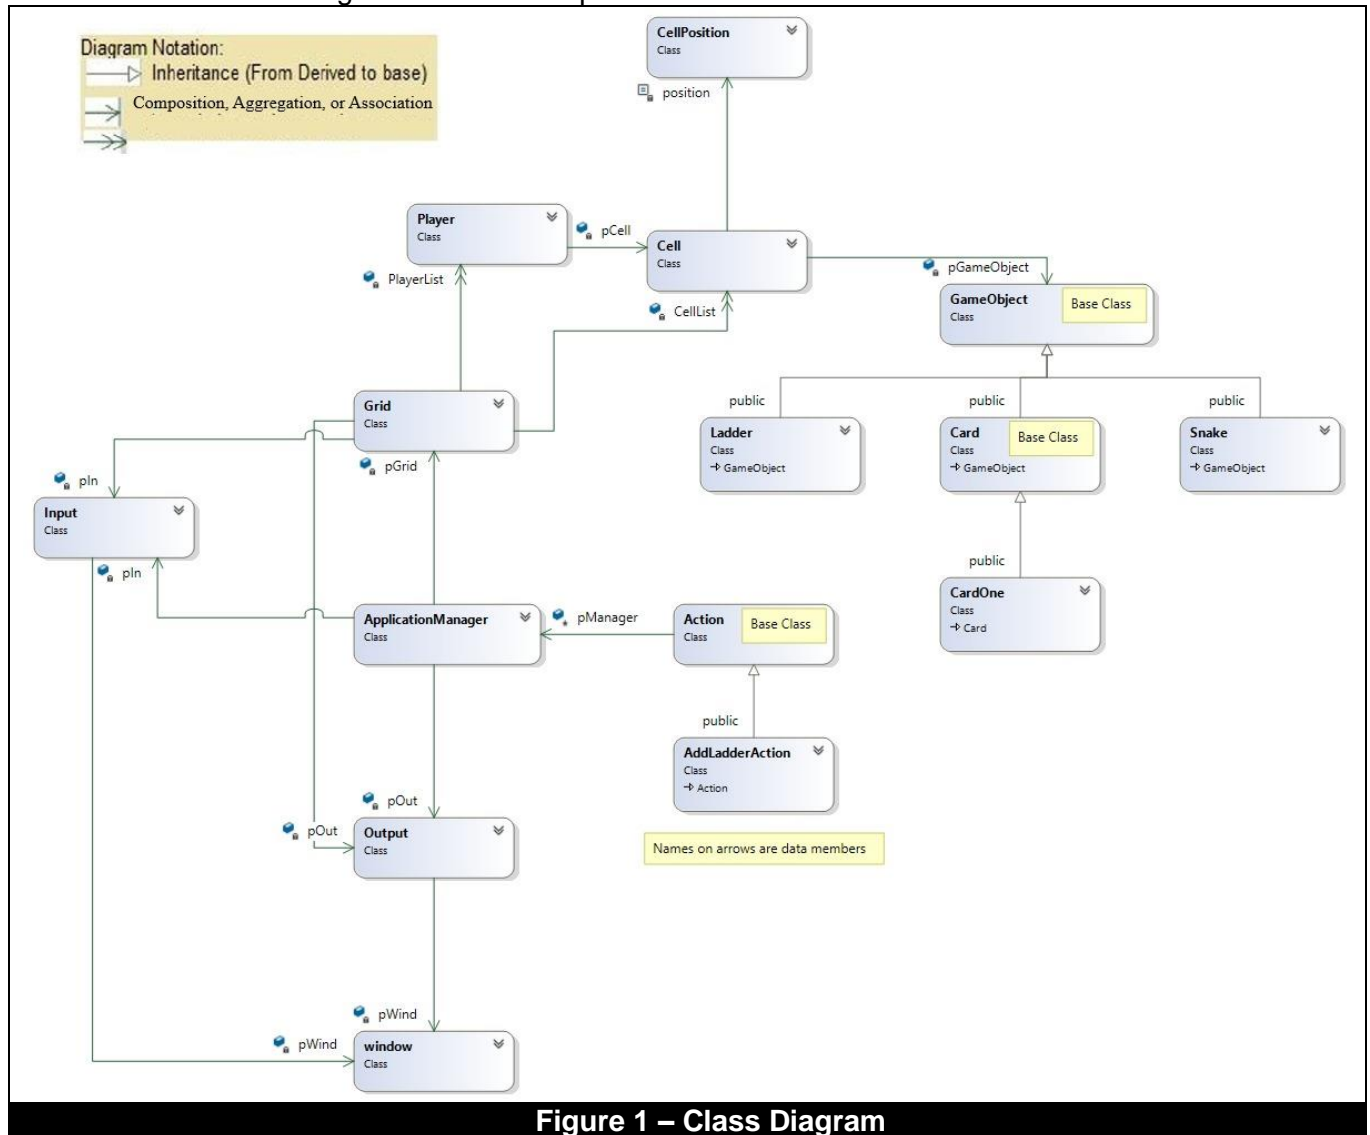 Diagram Notation:
Inheritance (From Derived to base)
Composition, Aggregation, or Association
CellPosition
Class
position
Player
Class
pCell
Cell
Class
pGameObject
PlayerList
CellList
GameObject
Class
Base Class
Grid
Class
pGrid
public
public
public
Ladder
Class
GameObject
Card
Class
GameObject
Base Class
Snake
Class
GameObject
pIn
Input
Class
pIn
public
CardOne
Class
Card
ApplicationManager
Class
pManager
Action
Class
Base Class
public
AddLadderAction
Class
Action
pOut
pOut
Output
Class
Names on arrows are data members
pWind
pWind
window
Class
Figure 1 – Class Diagram